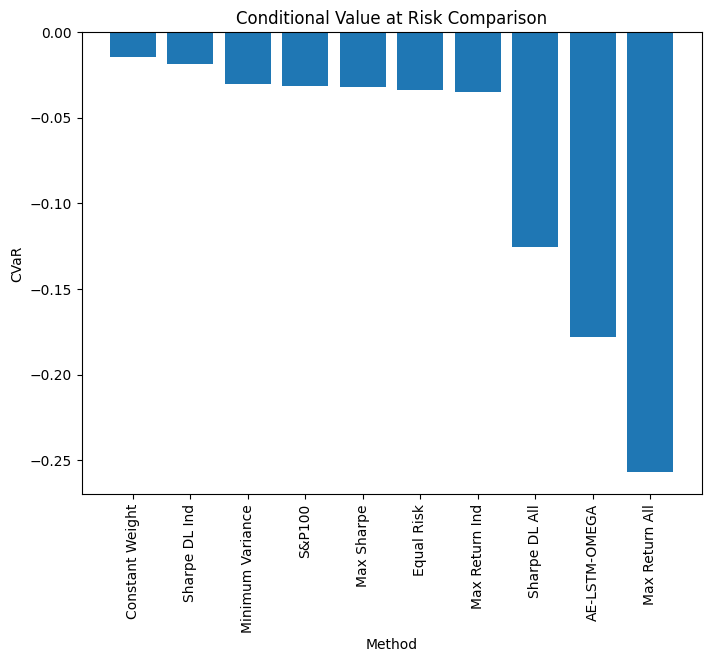 Conditional Value at Risk Comparison
0.00
−0.05
−0.10
−0.15
−0.20
−0.25
CVaR
Constant Weight
Sharpe DL Ind
Minimum Variance
S&P100
Max Sharpe
Equal Risk
Max Return Ind
Sharpe DL All
AE-LSTM-OMEGA
Max Return All
Method